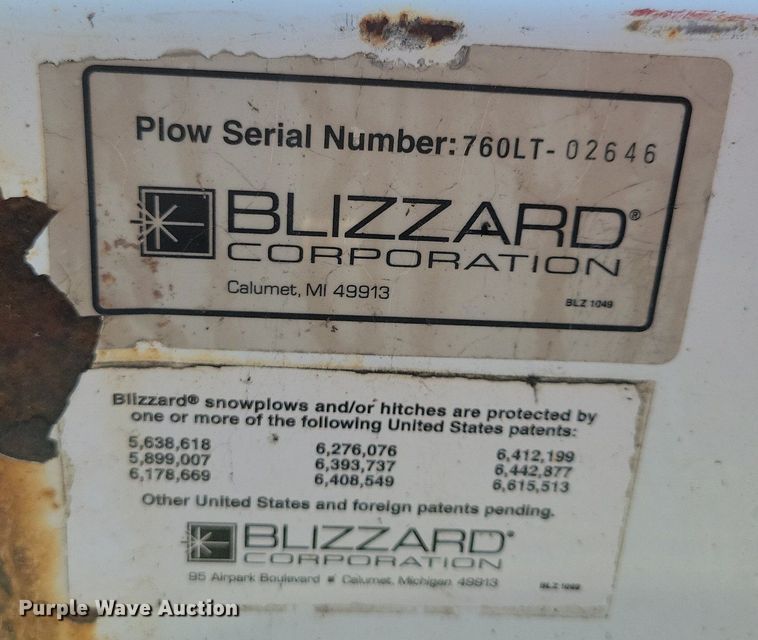 Plow Serial Number: 760LT-02646
BLIZZARD®
CORPORATION
Calumet, MI 49913
BLZ 1049
Blizzard® snowplows and/or hitches are protected by
one or more of the following United States patents:
5,638,618 6,276,076 6,412,199
5,899,007 6,393,737 6,442,877
6,178,669 6,408,549 6,615,513
Other United States and foreign patents pending.
BLIZZARD®
CORPORATION
95 Airpark Boulevard ■ Calumet, Michigan 49913
Purple Wave Auction